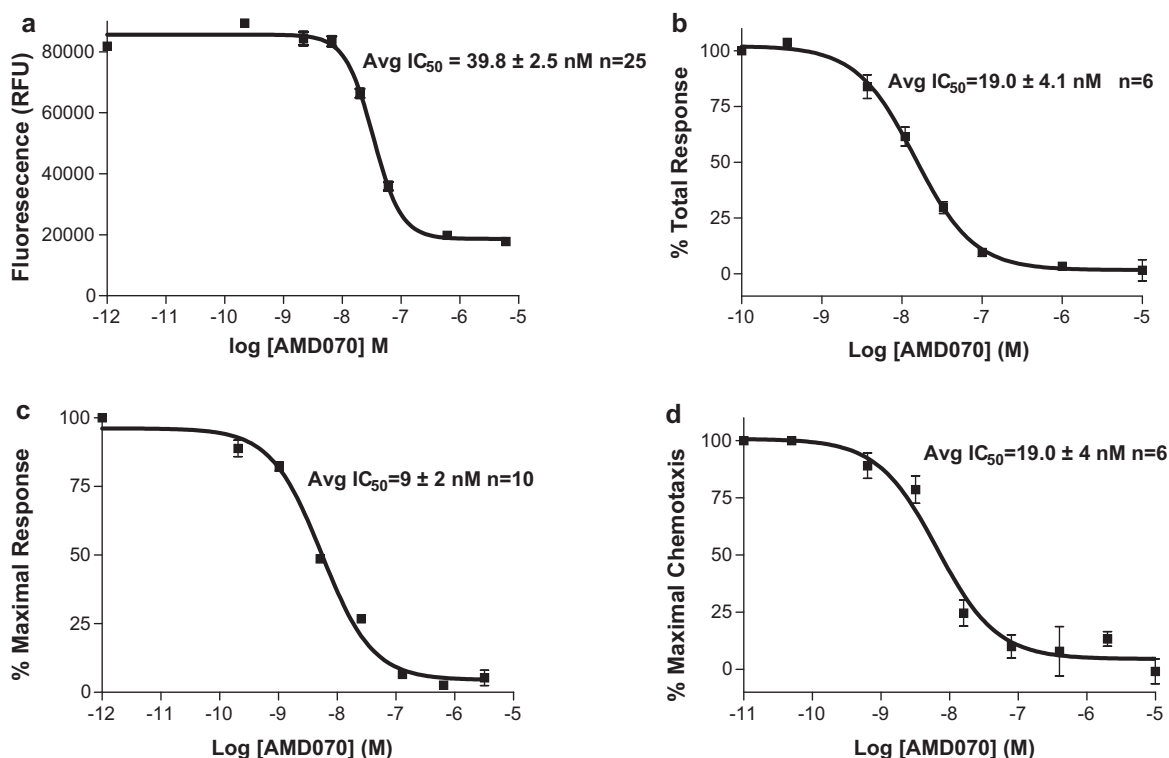 a
Fluoresecence (RFU)
80000
60000
40000
20000
0
Avg IC50 = 39.8 ± 2.5 nM n=25
-12 -11 -10 -9 -8 -7 -6 -5
log [AMD070] M
b
% Total Response
100
75
50
25
0
Avg IC50=19.0 ± 4.1 nM n=6
-10 -9 -8 -7 -6 -5
Log [AMD070] (M)
c
% Maximal Response
100
75
50
25
0
Avg IC50=9 ± 2 nM n=10
-12 -11 -10 -9 -8 -7 -6 -5
Log [AMD070] (M)
d
% Maximal Chemotaxis
100
75
50
25
0
Avg IC50=19.0 ± 4 nM n=6
-11 -10 -9 -8 -7 -6 -5
Log [AMD070] (M)